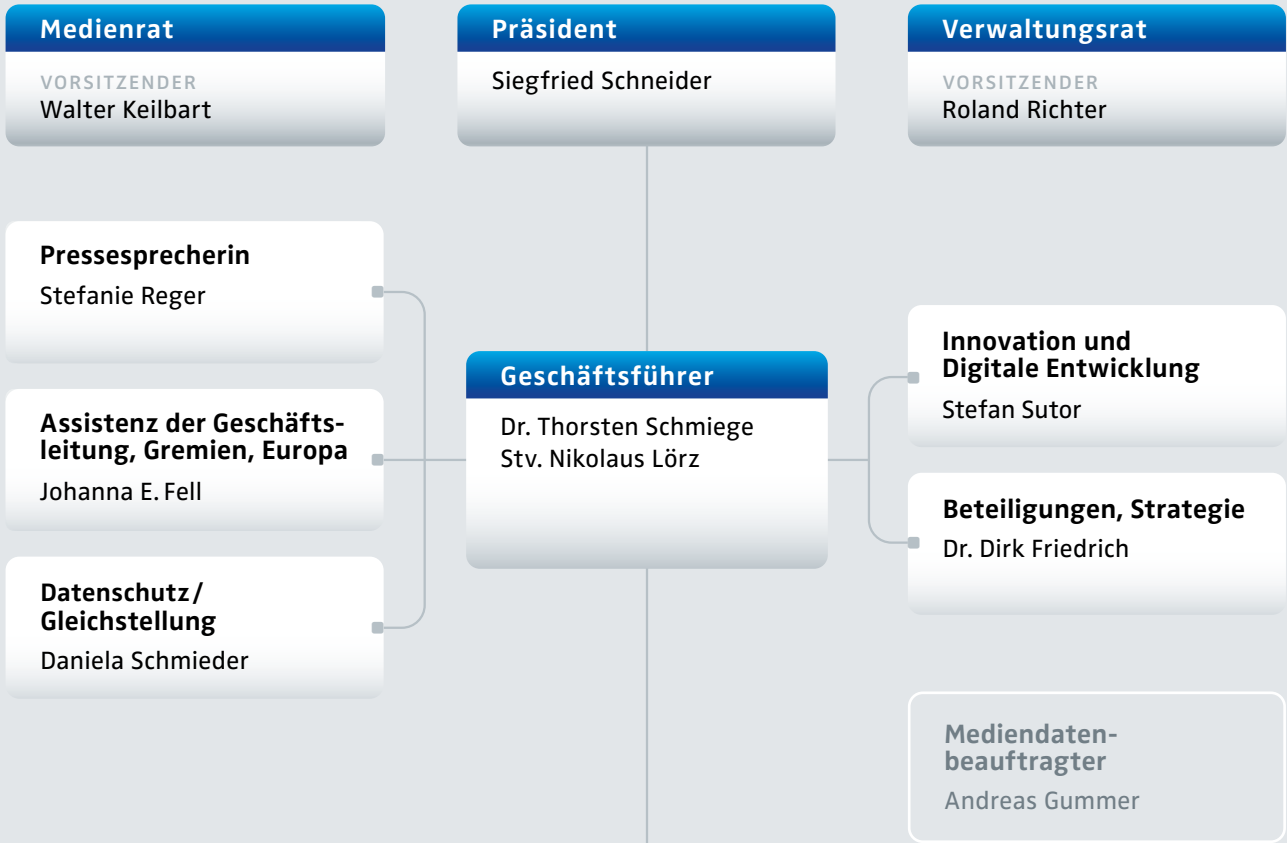 Medienrat
VORSITZENDER
Walter Keilbart
Präsident
Siegfried Schneider
Verwaltungsrat
VORSITZENDER
Roland Richter
Pressesprecherin
Stefanie Reger
Assistenz der Geschäfts-
leitung, Gremien, Europa
Johanna E. Fell
Datenschutz/
Gleichstellung
Daniela Schmieder
Geschäftsführer
Dr. Thorsten Schmiege
Stv. Nikolaus Lörz
Innovation und
Digitale Entwicklung
Stefan Sutor
Beteiligungen, Strategie
Dr. Dirk Friedrich
Mediendaten-
beauftragter
Andreas Gummer